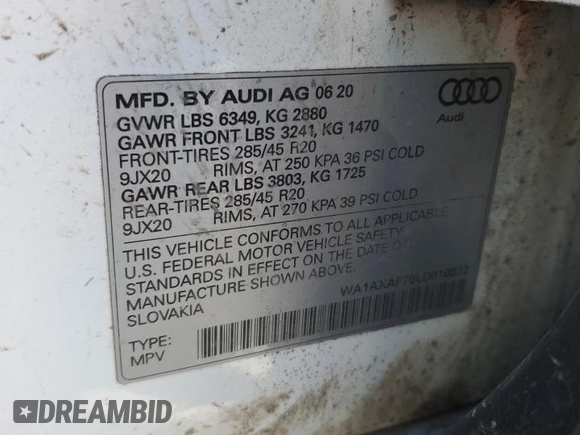 MFD. BY AUDI AG 06 20
GVWR LBS 6349, KG 2880
GAWR FRONT LBS 3241, KG 1470
FRONT-TIRES 285/45 R20
9JX20 RIMS, AT 250 KPA 36 PSI COLD
GAWR REAR LBS 3803, KG 1725
REAR-TIRES 285/45 R20
9JX20 RIMS, AT 270 KPA 39 PSI COLD
Audi
THIS VEHICLE CONFORMS TO ALL APPLICABLE
U.S. FEDERAL MOTOR VEHICLE SAFETY
STANDARDS IN EFFECT ON THE DATE OF
MANUFACTURE SHOWN ABOVE.
SLOVAKIA
TYPE:
MPV
DREAMBID